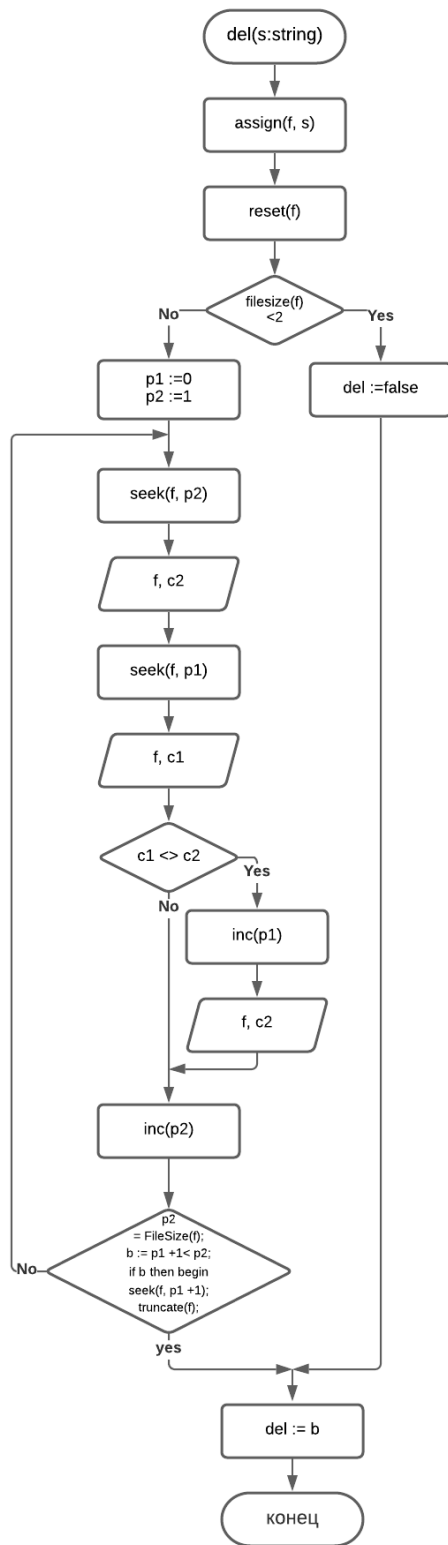 del(s:string)
assign(f, s)
reset(f)
filesize(f)
<2
No
Yes
p1 :=0
p2 :=1
del :=false
seek(f, p2)
f, c2
seek(f, p1)
f, c1
c1 <> c2
Yes
No
inc(p1)
f, c2
inc(p2)
p2
= FileSize(f);
b := p1 +1< p2;
if b then begin
seek(f, p1 +1);
truncate(f);
No
yes
del := b
конец